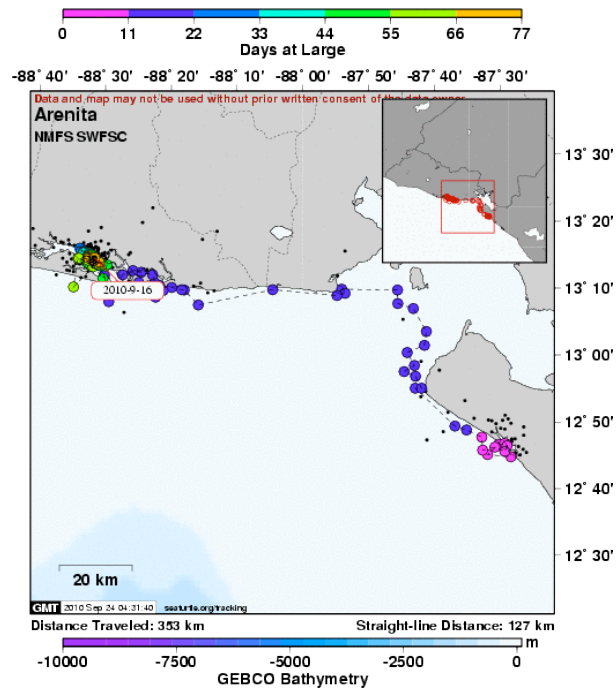 0 11 22 33 44 55 66 77
Days at Large
-88° 40' -88° 30' -88° 20' -88° 10' -88° 00' -87° 50' -87° 40' -87° 30'
Data and map may not be used without prior written consent of the data owner.
Arenita
NMFS SWFSC
13° 30'
13° 20'
13° 10'
2010-9-16
13° 00'
12° 50'
12° 40'
12° 30'
20 km
GMT 2010 Sep 24 04:31:40 seaturtle.org/tracking
Distance Traveled: 353 km Straight-line Distance: 127 km
m
-10000 -7500 -5000 -2500 0
GEBCO Bathymetry